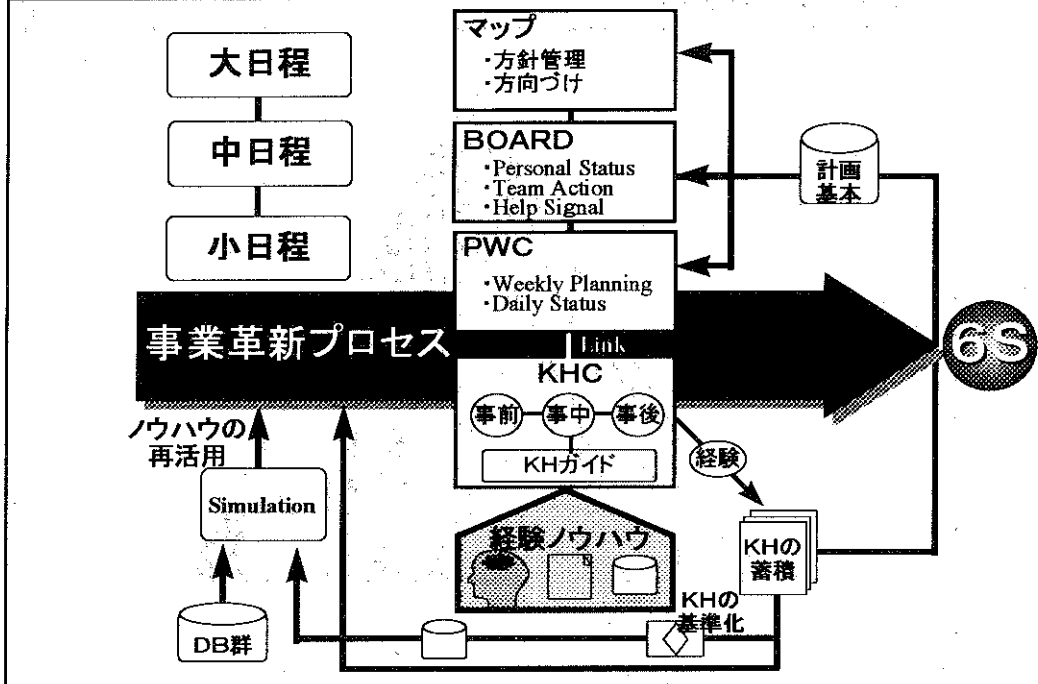 大日程
中日程
小日程
マップ
・方針管理
・方向づけ
BOARD
・Personal Status
・Team Action
・Help Signal
PWC
・Weekly Planning
・Daily Status
計画
基本
事業革新プロセス
Link
6S
KHC
事前
事中
事後
KHガイド
経験
ノウハウの
再活用
Simulation
経験ノウハウ
KHの
蓄積
KHの
基準化
DB群